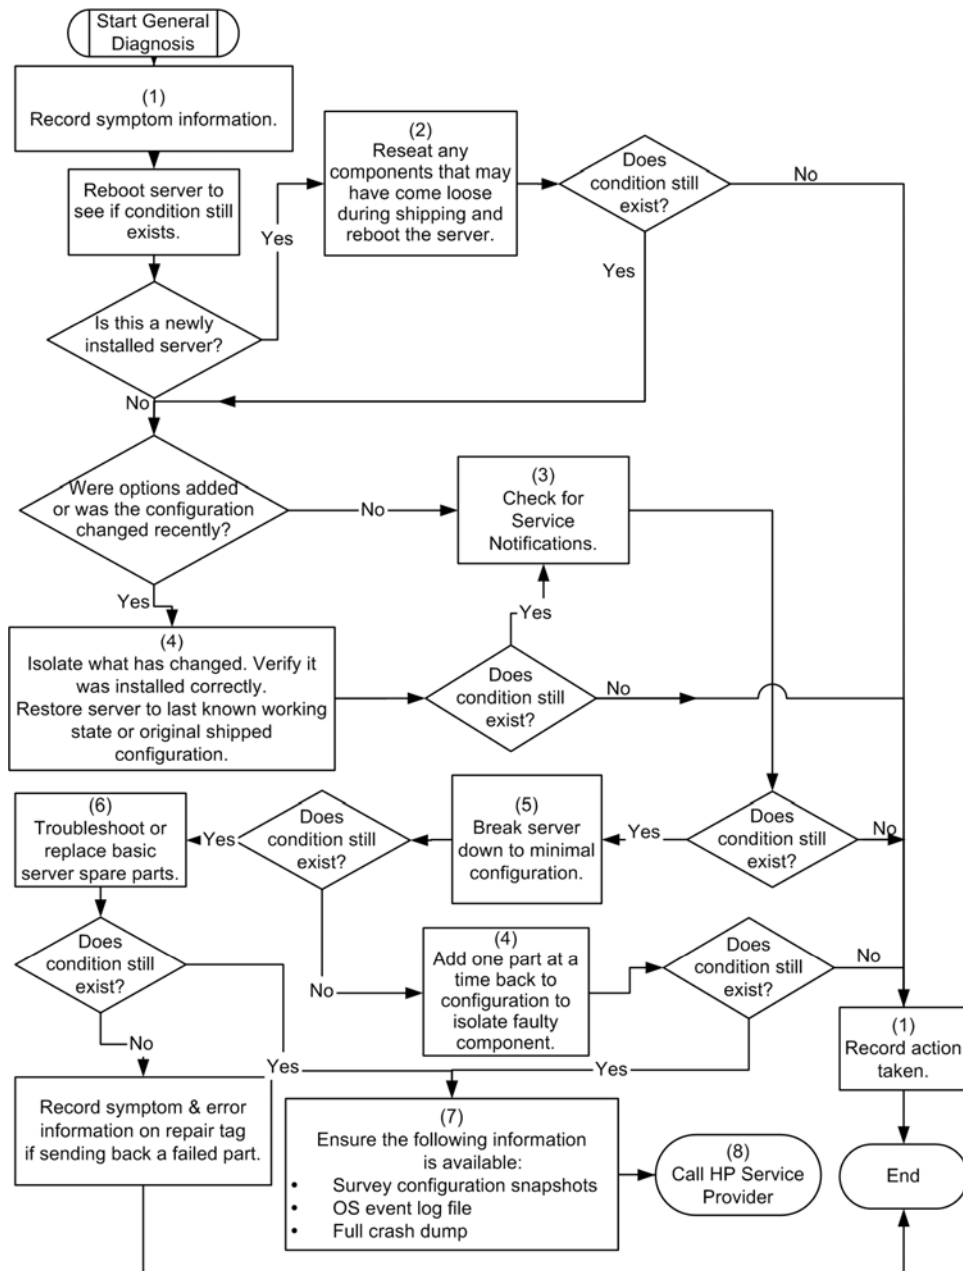 Start General
Diagnosis
(1)
Record symptom information.
Reboot server to
see if condition still
exists.
Yes
(2)
Reseat any
components that may
have come loose
during shipping and
reboot the server.
Does
condition still
exist?
No
Yes
Is this a newly
installed server?
No
Were options added
or was the configuration
changed recently?
No
(3)
Check for
Service
Notifications.
Yes
Yes
(4)
Isolate what has changed. Verify it
was installed correctly.
Restore server to last known working
state or original shipped
configuration.
Does
condition still
exist?
No
(6)
Troubleshoot or
replace basic
server spare parts.
Yes
Does
condition still
exist?
(5)
Break server
down to minimal
configuration.
Yes
Does
condition still
exist?
No
Does
condition still
exist?
No
(4)
Add one part at a
time back to
configuration to
isolate faulty
component.
Does
condition still
exist?
No
No
Yes
Yes
(1)
Record action
taken.
Record symptom & error
information on repair tag
if sending back a failed part.
(7)
Ensure the following information
is available:
• Survey configuration snapshots
• OS event log file
• Full crash dump
(8)
Call HP Service
Provider
End